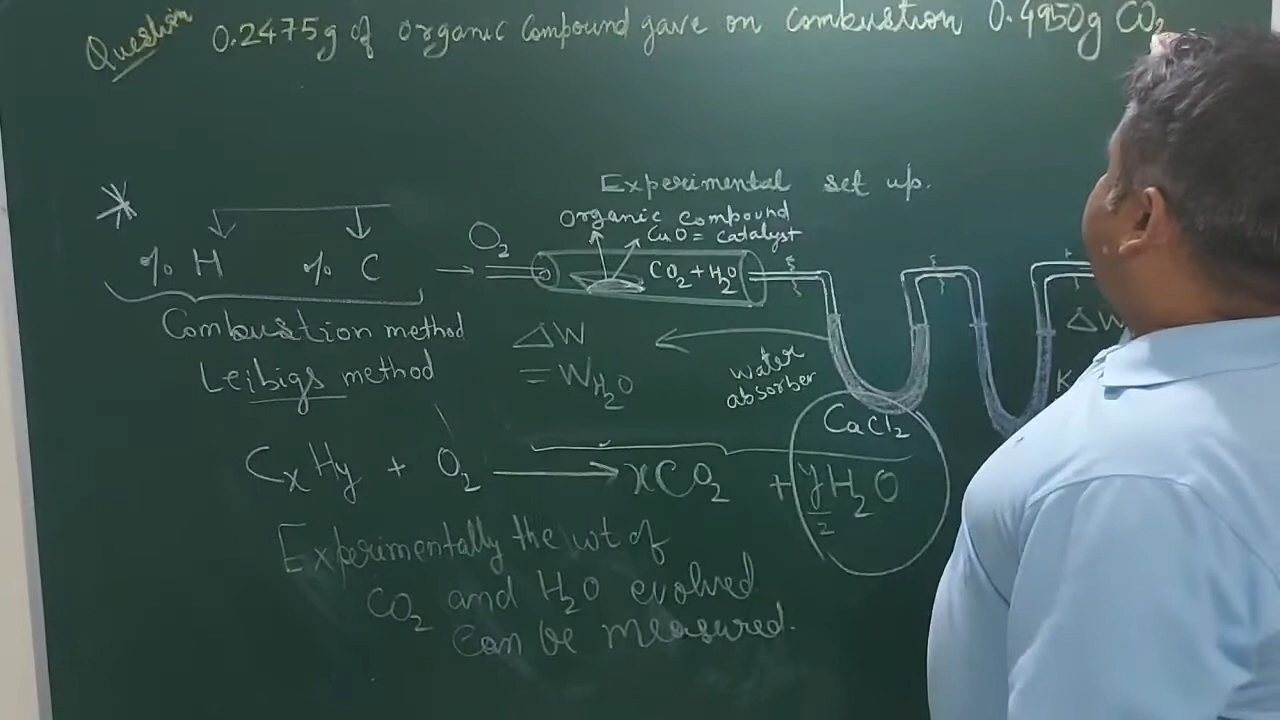 Question 0.2475g of organic compound gave on combustion 0.4950g CO2
Experimental set up.
Organic compound
CuO = catalyst
O2
CO2 + H2O
% H % C
Combustion method
Leibigs method
ΔW
= WH2O
water
absorber
CaCl2
ΔW
K
CxHy + O2 → xCO2 + y/2 H2O
Experimentally the wt of
CO2 and H2O evolved
can be measured.